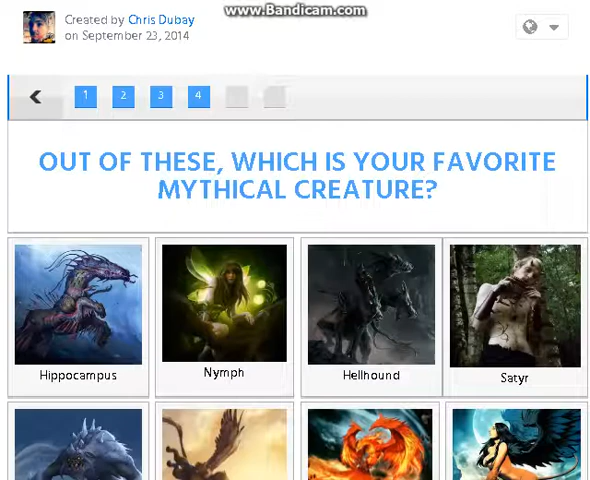 www.Bandicam.com
Created by Chris Dubay
on September 23, 2014
1 2 3 4
OUT OF THESE, WHICH IS YOUR FAVORITE
MYTHICAL CREATURE?
Hippocampus
Nymph
Hellhound
Satyr